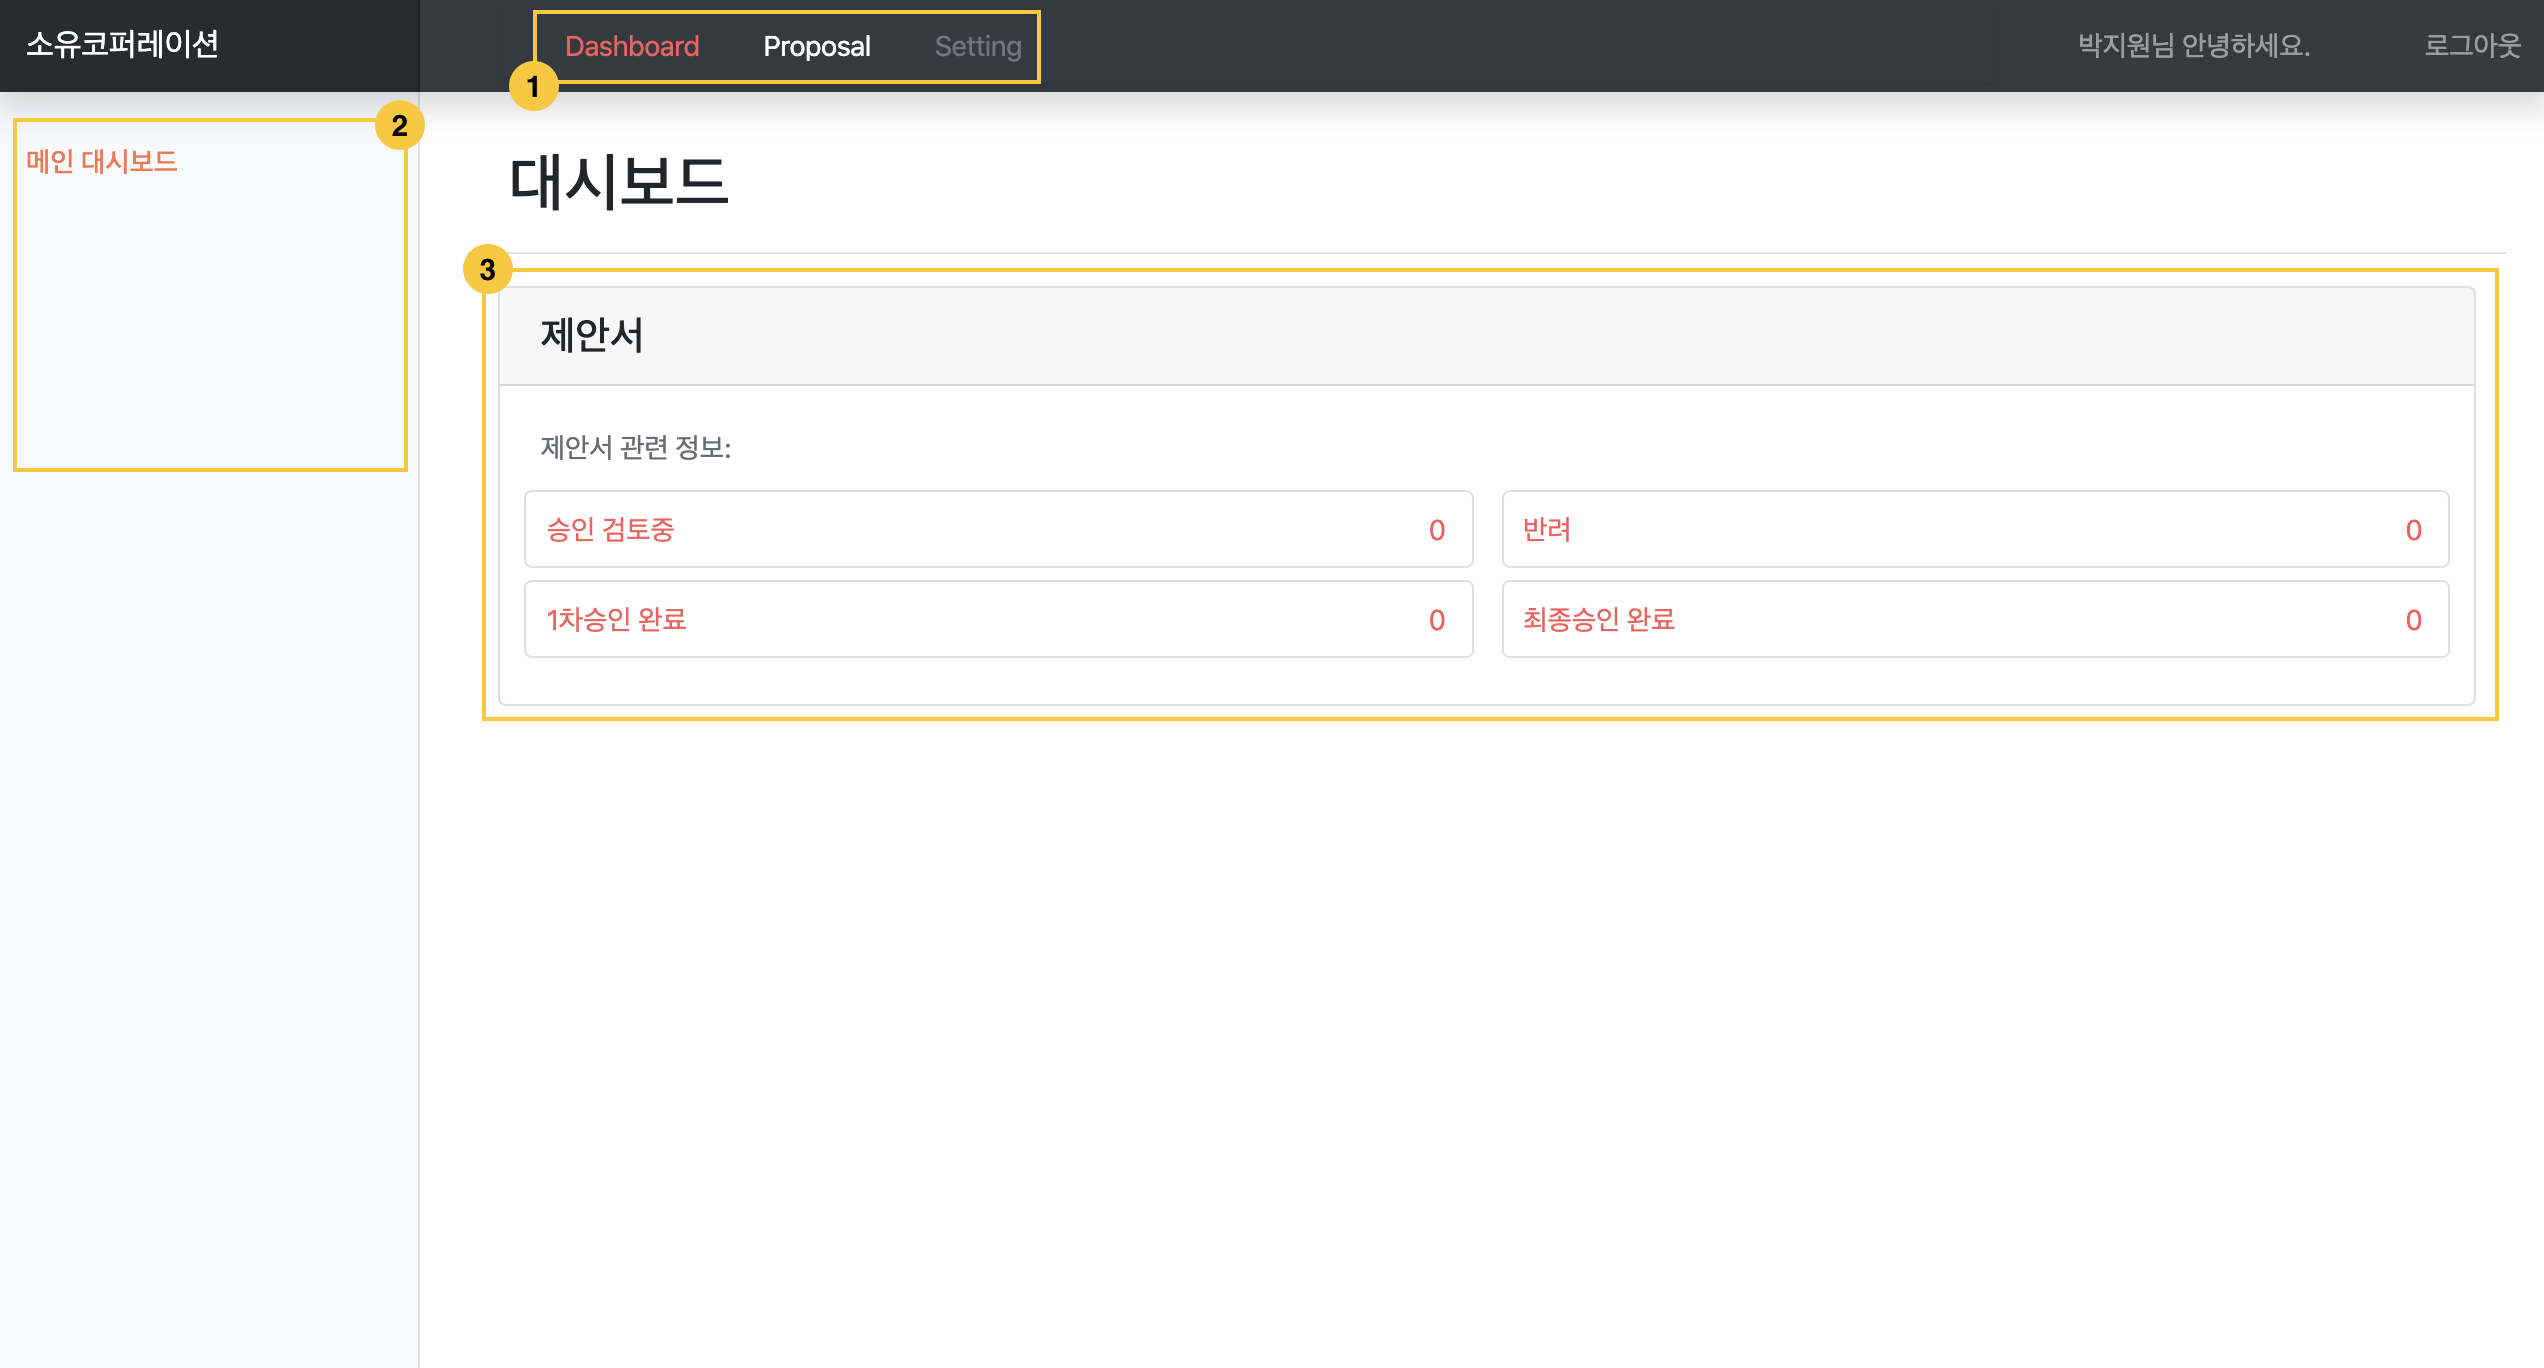 소유코퍼레이션
Dashboard Proposal Setting
박지원님 안녕하세요. 로그아웃
1
2
메인 대시보드
대시보드
3
제안서
제안서 관련 정보:
승인 검토중 0
반려 0
1차승인 완료 0
최종승인 완료 0